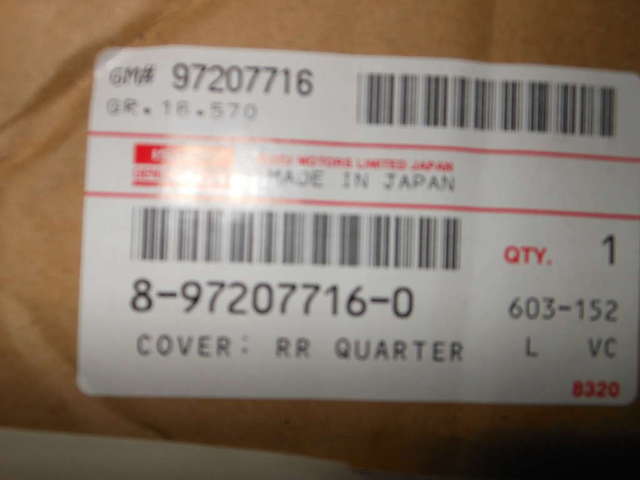 GM# 97207716
GR. 16.570
MOTORS LIMITED JAPAN
MADE IN JAPAN
QTY. 1
8-97207716-0
603-152
COVER: RR QUARTER
L VC
8320